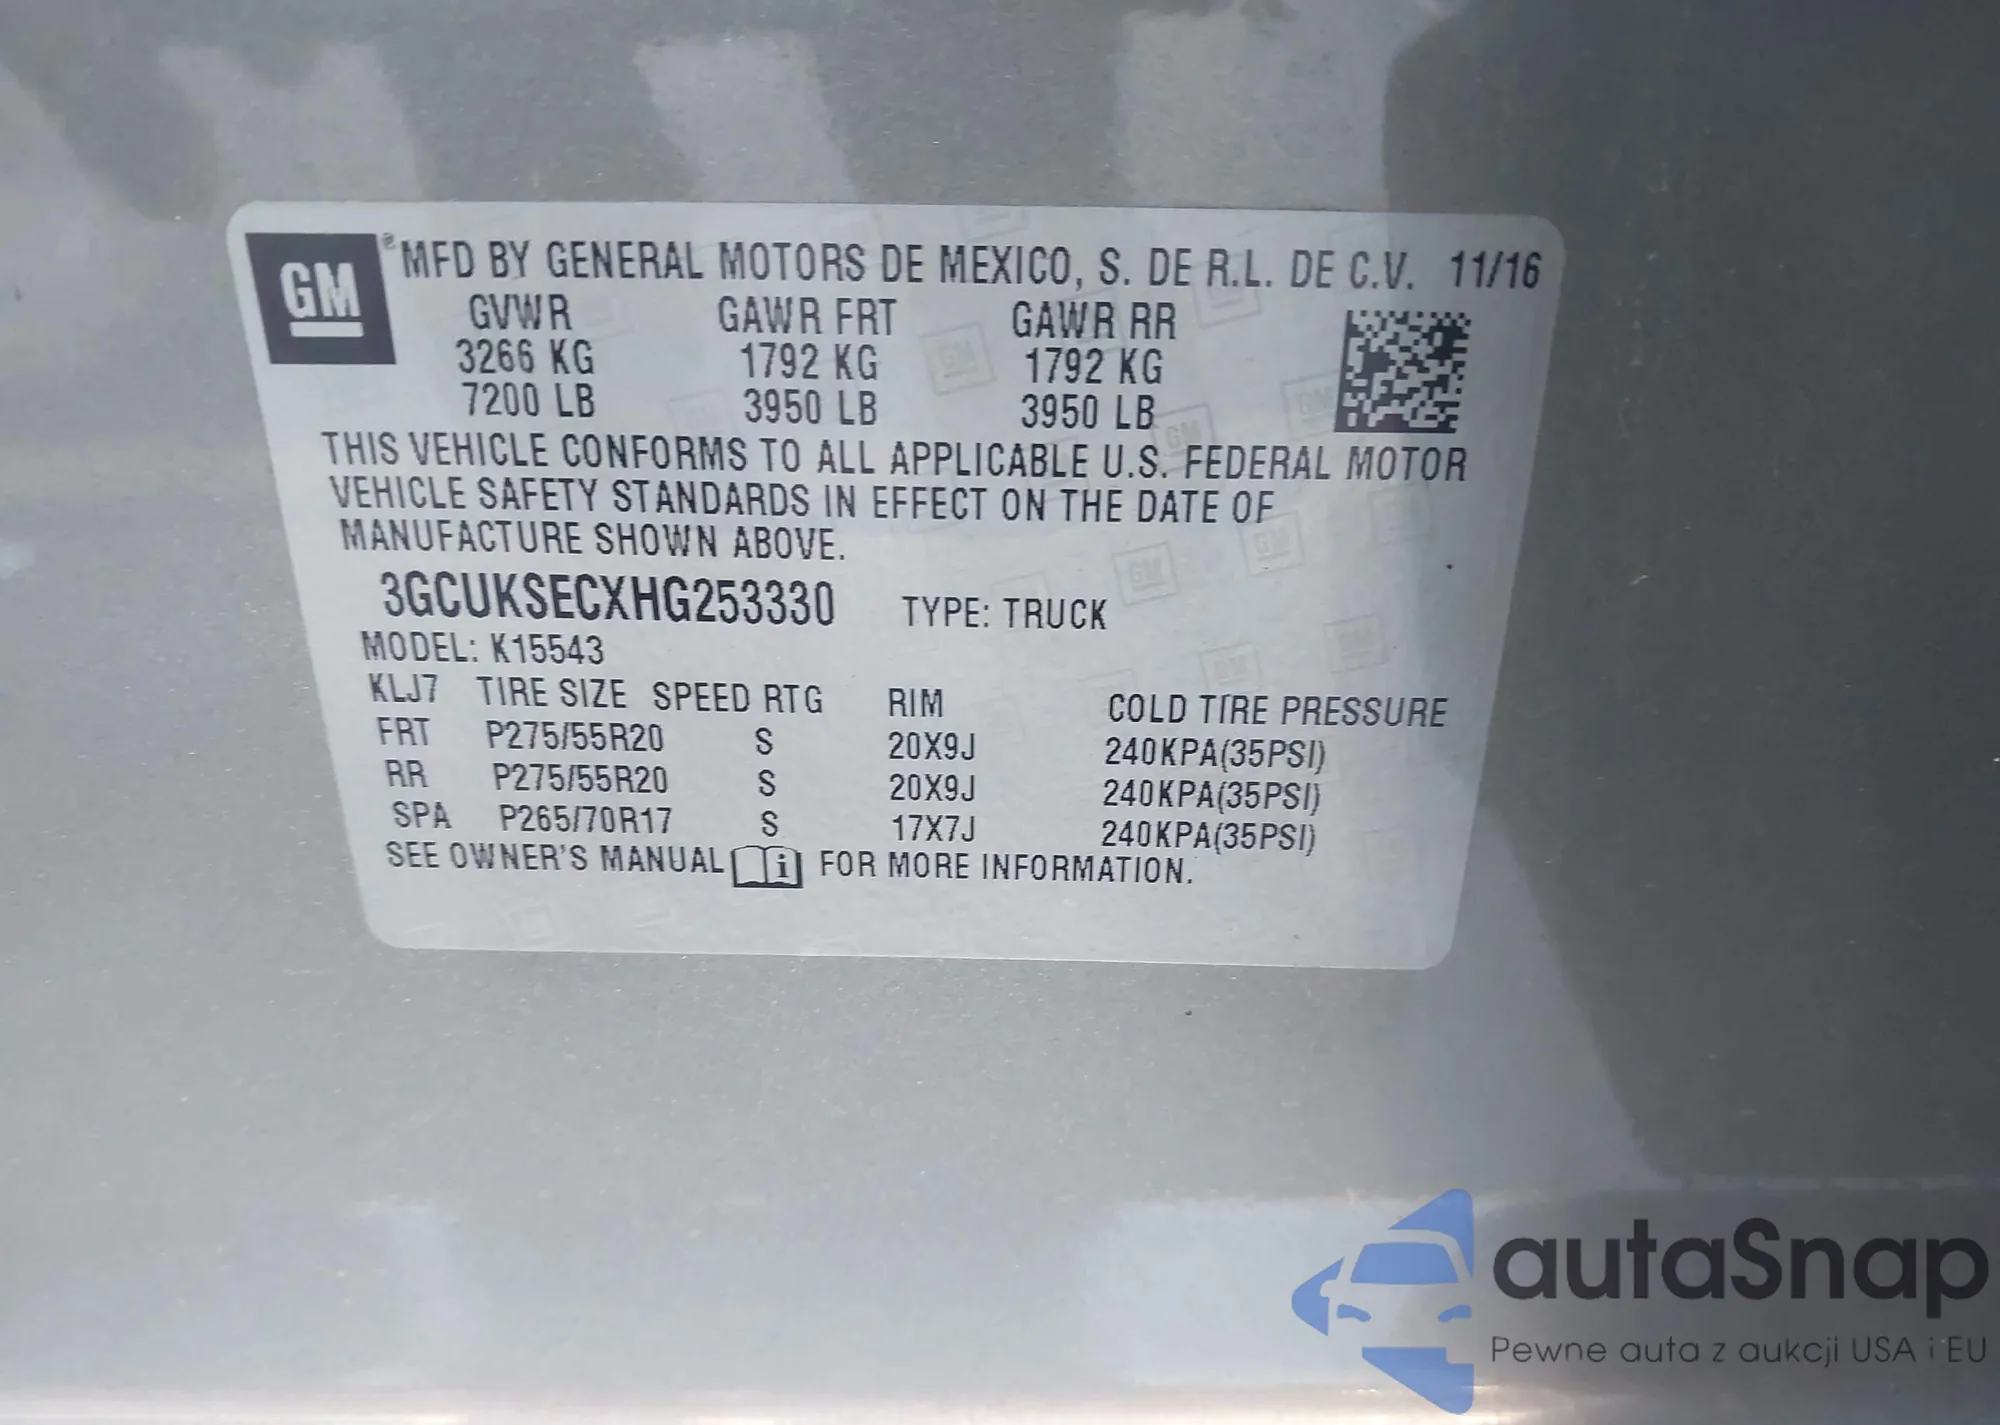 GM
® MFD BY GENERAL MOTORS DE MEXICO, S. DE R.L. DE C.V. 11/16
GVWR GAWR FRT GAWR RR
3266 KG 1792 KG 1792 KG
7200 LB 3950 LB 3950 LB
THIS VEHICLE CONFORMS TO ALL APPLICABLE U.S. FEDERAL MOTOR
VEHICLE SAFETY STANDARDS IN EFFECT ON THE DATE OF
MANUFACTURE SHOWN ABOVE.
3GCUKSECXHG253330 TYPE: TRUCK
MODEL: K15543
KLJ7 TIRE SIZE SPEED RTG RIM COLD TIRE PRESSURE
FRT P275/55R20 S 20X9J 240KPA(35PSI)
RR P275/55R20 S 20X9J 240KPA(35PSI)
SPA P265/70R17 S 17X7J 240KPA(35PSI)
SEE OWNER'S MANUAL i FOR MORE INFORMATION.
autaSnap
Pewne auta z aukcji USA i EU